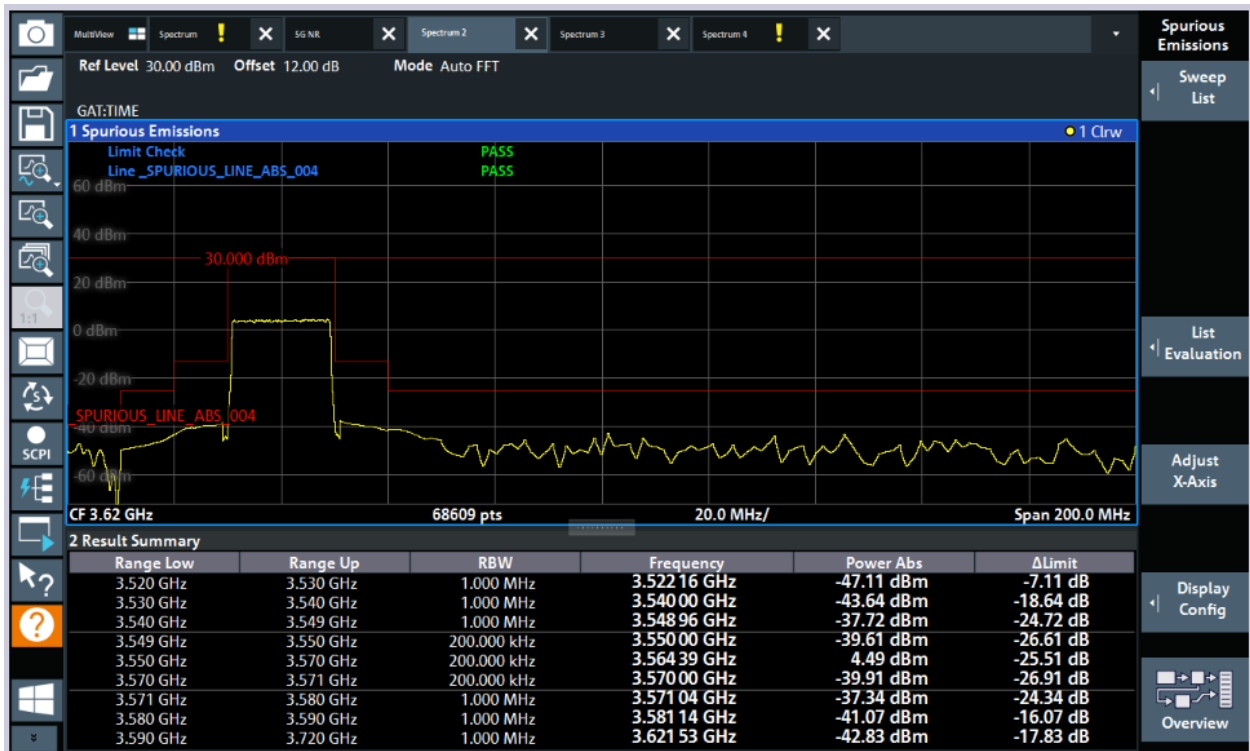 MultiView Spectrum ! X 5G NR X Spectrum 2 X Spectrum 3 X Spectrum 4 ! X
Spurious Emissions
Ref Level 30.00 dBm Offset 12.00 dB Mode Auto FFT
Sweep List
GAT:TIME
1 Spurious Emissions 1 Clrw
Limit Check PASS
Line _SPURIOUS_LINE_ABS_004 PASS
60 dBm
40 dBm
30.000 dBm
20 dBm
1:1
0 dBm
List Evaluation
-20 dBm
_SPURIOUS_LINE_ABS_004
-40 dBm
SCPI
Adjust X-Axis
-60 dBm
CF 3.62 GHz 68609 pts 20.0 MHz/ Span 200.0 MHz
2 Result Summary
Range Low Range Up RBW Frequency Power Abs ΔLimit
3.520 GHz 3.530 GHz 1.000 MHz 3.522 16 GHz -47.11 dBm -7.11 dB
3.530 GHz 3.540 GHz 1.000 MHz 3.540 00 GHz -43.64 dBm -18.64 dB
3.540 GHz 3.549 GHz 1.000 MHz 3.548 96 GHz -37.72 dBm -24.72 dB
3.549 GHz 3.550 GHz 200.000 kHz 3.550 00 GHz -39.61 dBm -26.61 dB
3.550 GHz 3.570 GHz 200.000 kHz 3.564 39 GHz 4.49 dBm -25.51 dB
3.570 GHz 3.571 GHz 200.000 kHz 3.570 00 GHz -39.91 dBm -26.91 dB
3.571 GHz 3.580 GHz 1.000 MHz 3.571 04 GHz -37.34 dBm -24.34 dB
3.580 GHz 3.590 GHz 1.000 MHz 3.581 14 GHz -41.07 dBm -16.07 dB
3.590 GHz 3.720 GHz 1.000 MHz 3.621 53 GHz -42.83 dBm -17.83 dB
Display Config
Overview